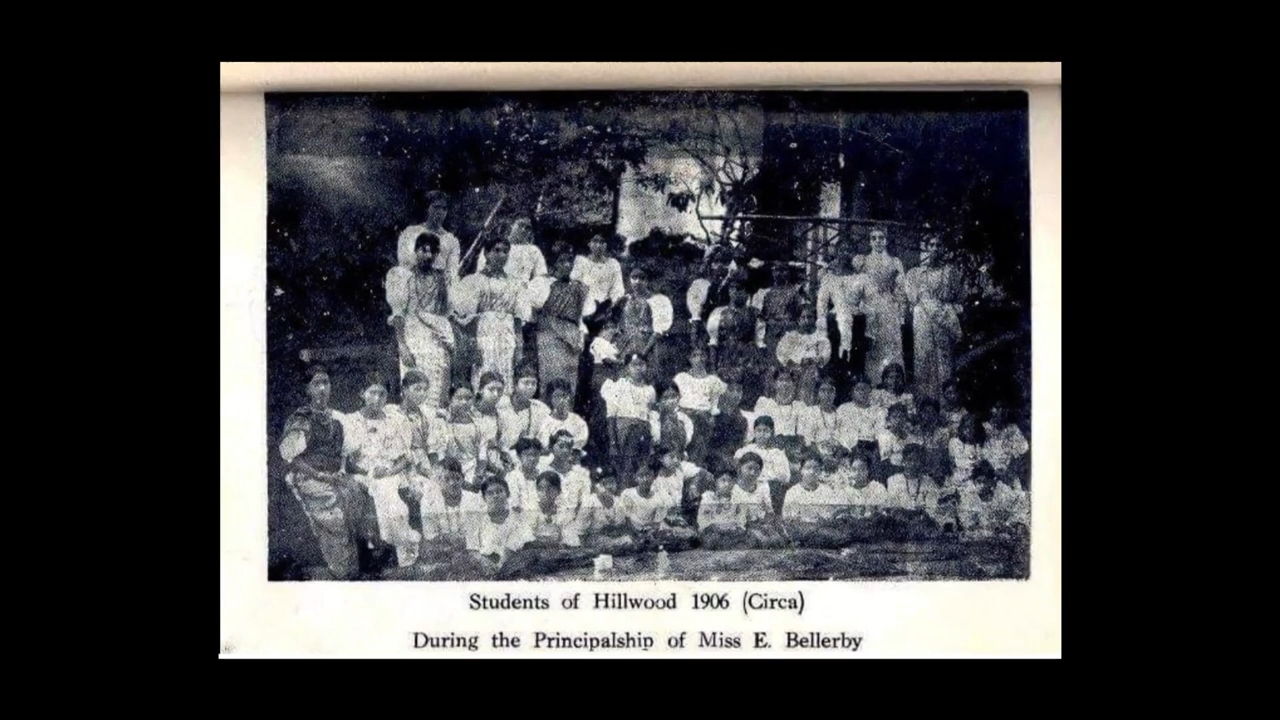 Students of Hillwood 1906 (Circa)
During the Principalship of Miss E. Bellerby